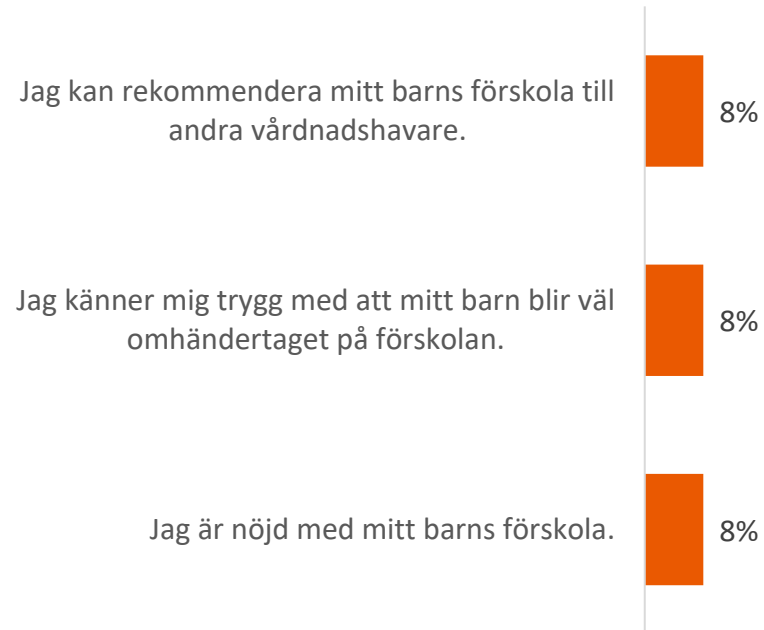 Jag kan rekommendera mitt barns förskola till
andra vårdnadshavare.
8%
Jag känner mig trygg med att mitt barn blir väl
omhändertaget på förskolan.
8%
Jag är nöjd med mitt barns förskola.
8%